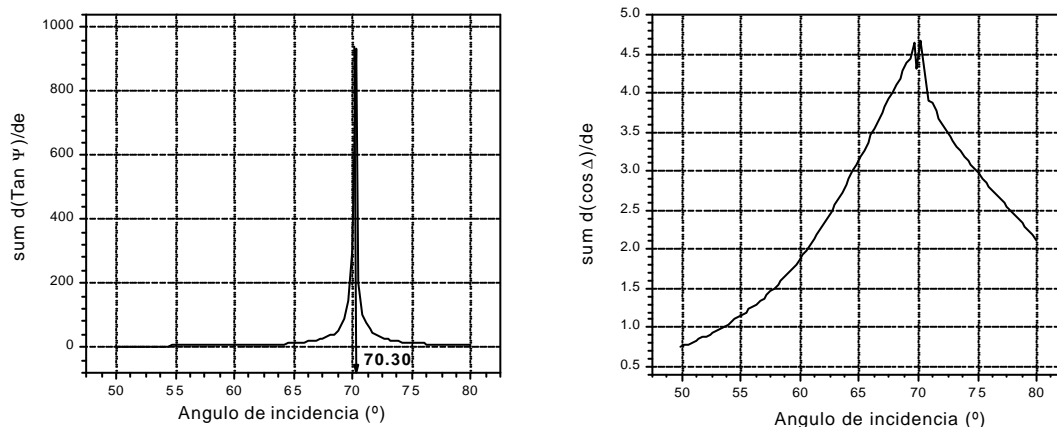 sum d(Tan Ψ)/de
1000
800
600
400
200
0
70.30
50 55 60 65 70 75 80
Angulo de incidencia (º)
sum d(cos Δ)/de
5.0
4.5
4.0
3.5
3.0
2.5
2.0
1.5
1.0
0.5
50 55 60 65 70 75 80
Angulo de incidencia (º)